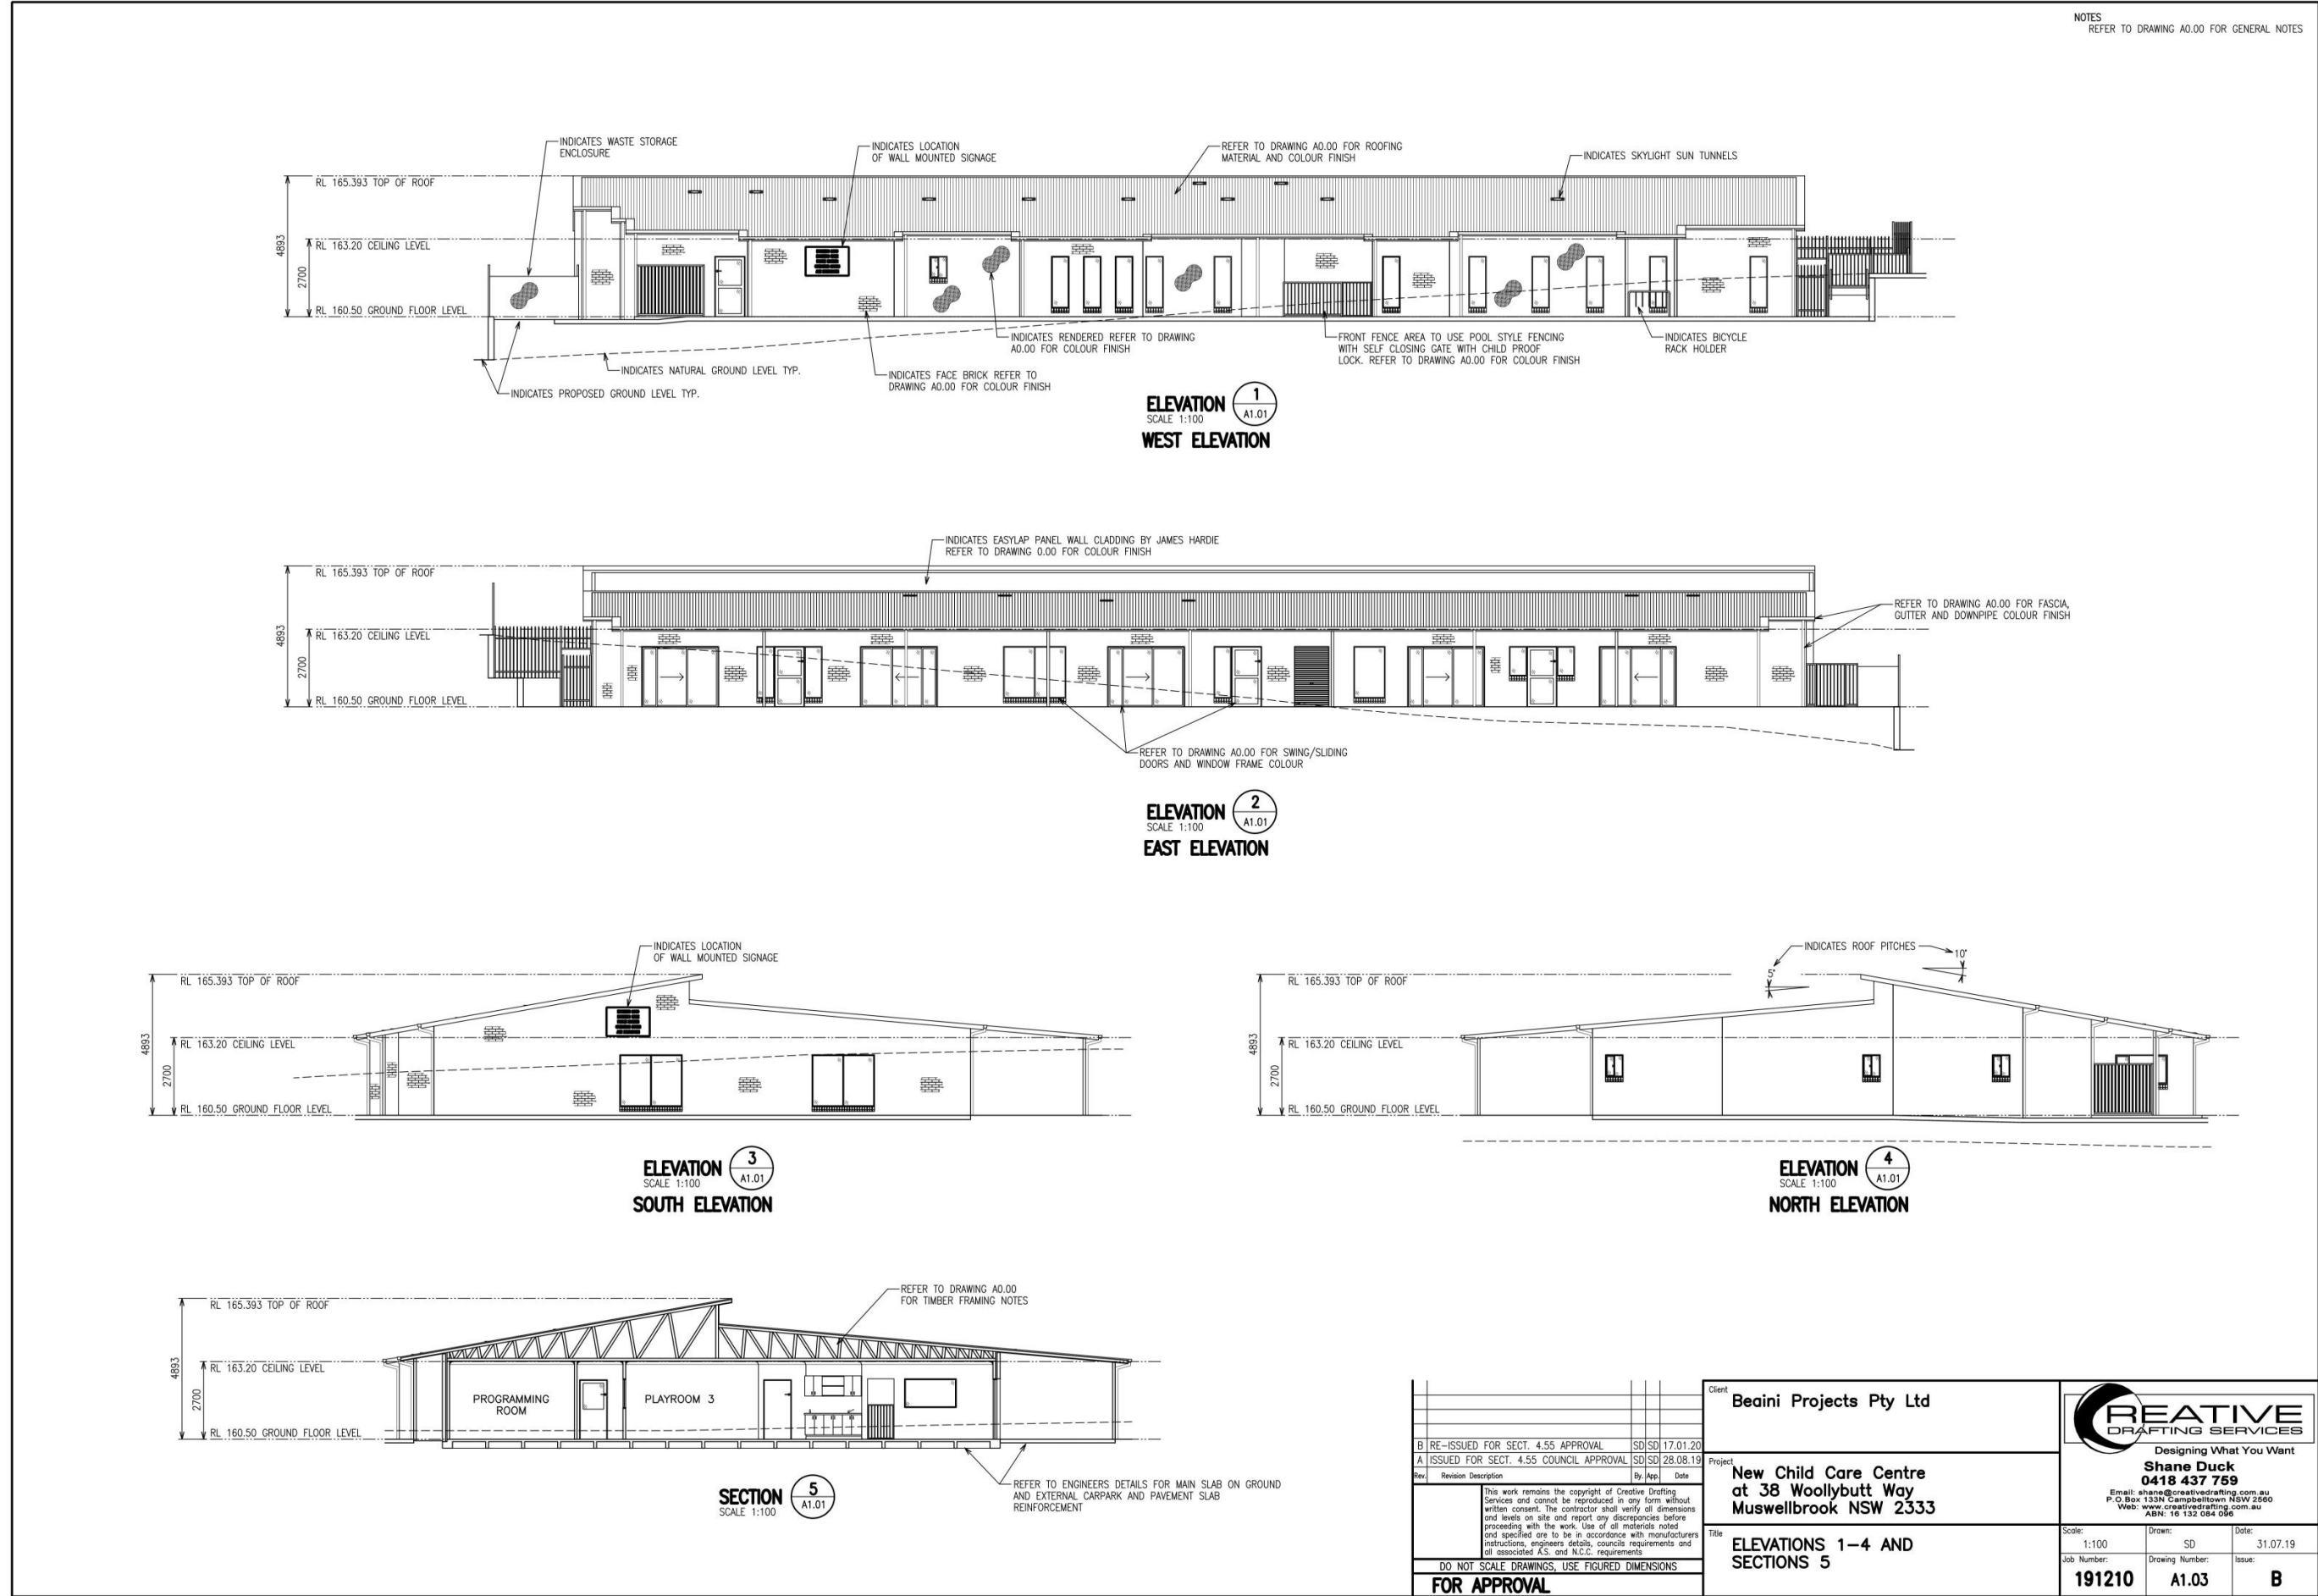 NOTES
REFER TO DRAWING A0.00 FOR GENERAL NOTES
INDICATES WASTE STORAGE
ENCLOSURE
INDICATES LOCATION
OF WALL MOUNTED SIGNAGE
REFER TO DRAWING A0.00 FOR ROOFING
MATERIAL AND COLOUR FINISH
INDICATES SKYLIGHT SUN TUNNELS
RL 165.393 TOP OF ROOF
4893
RL 163.20 CEILING LEVEL
2700
RL 160.50 GROUND FLOOR LEVEL
INDICATES RENDERED REFER TO DRAWING
A0.00 FOR COLOUR FINISH
FRONT FENCE AREA TO USE POOL STYLE FENCING
WITH SELF CLOSING GATE WITH CHILD PROOF
LOCK. REFER TO DRAWING A0.00 FOR COLOUR FINISH
INDICATES BICYCLE
RACK HOLDER
INDICATES NATURAL GROUND LEVEL TYP.
INDICATES FACE BRICK REFER TO
DRAWING A0.00 FOR COLOUR FINISH
INDICATES PROPOSED GROUND LEVEL TYP.
ELEVATION 1
SCALE 1:100 A1.01
WEST ELEVATION
INDICATES EASYLAP PANEL WALL CLADDING BY JAMES HARDIE
REFER TO DRAWING 0.00 FOR COLOUR FINISH
RL 165.393 TOP OF ROOF
4893
RL 163.20 CEILING LEVEL
2700
RL 160.50 GROUND FLOOR LEVEL
REFER TO DRAWING A0.00 FOR FASCIA,
GUTTER AND DOWNPIPE COLOUR FINISH
REFER TO DRAWING A0.00 FOR SWING/SLIDING
DOORS AND WINDOW FRAME COLOUR
ELEVATION 2
SCALE 1:100 A1.01
EAST ELEVATION
INDICATES LOCATION
OF WALL MOUNTED SIGNAGE
RL 165.393 TOP OF ROOF
4893
RL 163.20 CEILING LEVEL
2700
RL 160.50 GROUND FLOOR LEVEL
ELEVATION 3
SCALE 1:100 A1.01
SOUTH ELEVATION
INDICATES ROOF PITCHES
10°
5°
RL 165.393 TOP OF ROOF
4893
RL 163.20 CEILING LEVEL
2700
RL 160.50 GROUND FLOOR LEVEL
ELEVATION 4
SCALE 1:100 A1.01
NORTH ELEVATION
REFER TO DRAWING A0.00
FOR TIMBER FRAMING NOTES
RL 165.393 TOP OF ROOF
4893
RL 163.20 CEILING LEVEL
2700
RL 160.50 GROUND FLOOR LEVEL
PROGRAMMING
ROOM
PLAYROOM 3
REFER TO ENGINEERS DETAILS FOR MAIN SLAB ON GROUND
AND EXTERNAL CARPARK AND PAVEMENT SLAB
REINFORCEMENT
SECTION 5
SCALE 1:100 A1.01
B RE-ISSUED FOR SECT. 4.55 APPROVAL SD SD 17.01.20
A ISSUED FOR SECT. 4.55 COUNCIL APPROVAL SD SD 28.08.19
Rev. Revision Description By. App. Date
This work remains the copyright of Creative Drafting
Services and cannot be reproduced in any form without
written consent. The contractor shall verify all dimensions
and levels on site and report any discrepancies before
proceeding with the work. Use of all materials noted
and specified are to be in accordance with manufacturers
instructions, engineers details, councils requirements and
all associated A.S. and N.C.C. requirements
DO NOT SCALE DRAWINGS, USE FIGURED DIMENSIONS
FOR APPROVAL
Client
Beaini Projects Pty Ltd
Project
New Child Care Centre
at 38 Woollybutt Way
Muswellbrook NSW 2333
Title
ELEVATIONS 1-4 AND
SECTIONS 5
CREATIVE
DRAFTING SERVICES
Designing What You Want
Shane Duck
0418 437 759
Email: shane@creativedrafting.com.au
P.O.Box 133N Campbelltown NSW 2560
Web: www.creativedrafting.com.au
ABN: 16 132 084 096
Scale: Drawn: Date:
1:100 SD 31.07.19
Job Number: Drawing Number: Issue:
191210 A1.03 B